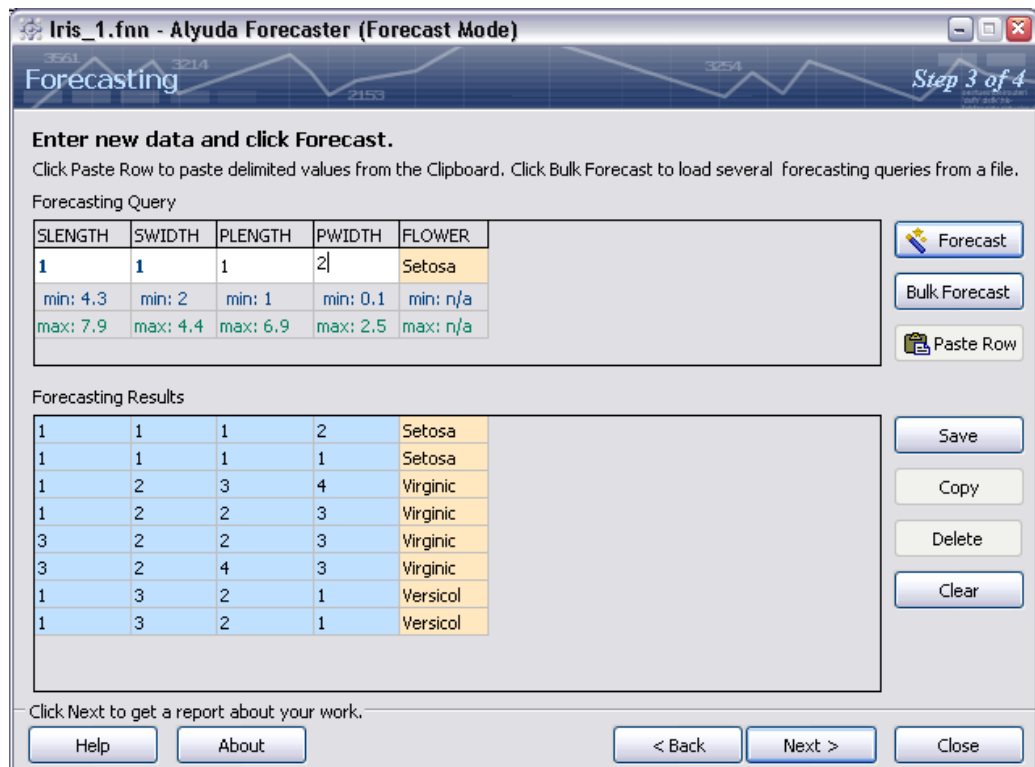 Iris_1.fnn - Alyuda Forecaster (Forecast Mode)
3561 3214 2153 3254
Forecasting Step 3 of 4
Enter new data and click Forecast.
Click Paste Row to paste delimited values from the Clipboard. Click Bulk Forecast to load several forecasting queries from a file.
Forecasting Query
SLENGTH SWIDTH PLENGTH PWIDTH FLOWER
1 1 1 2 Setosa
min: 4.3 min: 2 min: 1 min: 0.1 min: n/a
max: 7.9 max: 4.4 max: 6.9 max: 2.5 max: n/a
Forecast
Bulk Forecast
Paste Row
Forecasting Results
1 1 1 2 Setosa
1 1 1 1 Setosa
1 2 3 4 Virginic
1 2 2 3 Virginic
3 2 2 3 Virginic
3 2 4 3 Virginic
1 3 2 1 Versicol
1 3 2 1 Versicol
Save
Copy
Delete
Clear
Click Next to get a report about your work.
Help About < Back Next > Close